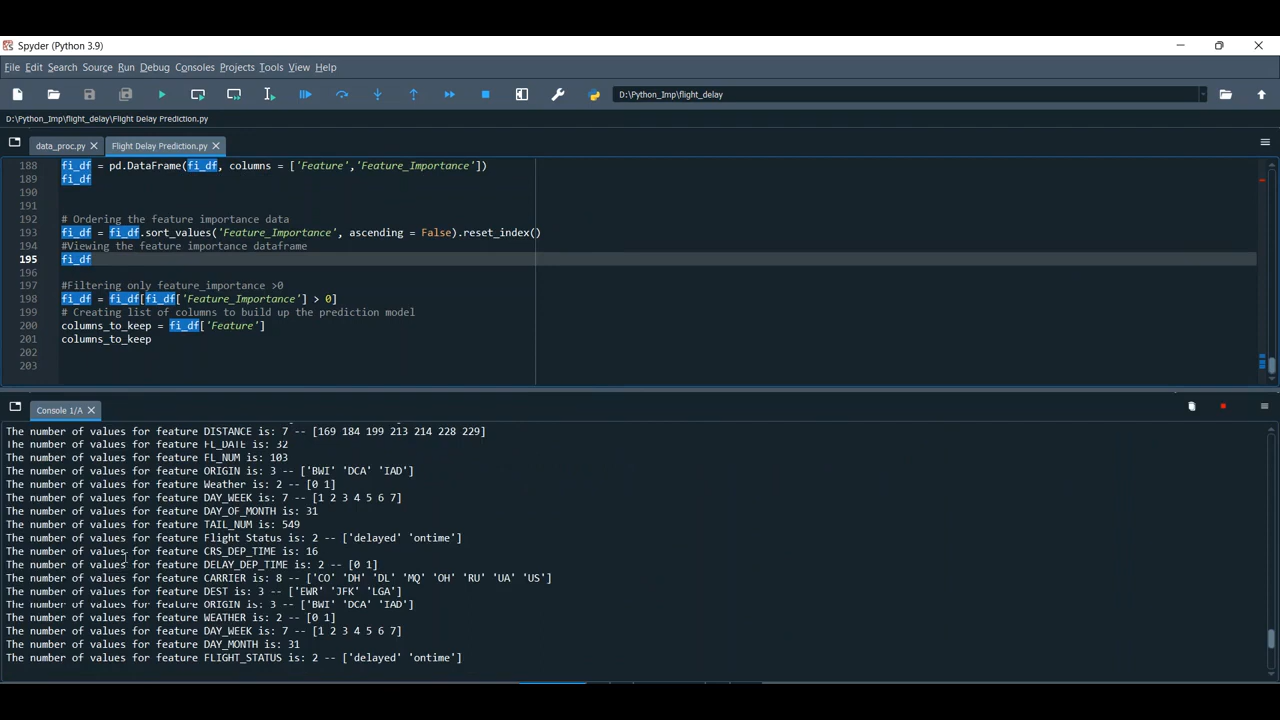 Spyder (Python 3.9)
File Edit Search Source Run Debug Consoles Projects Tools View Help
D:\Python_Imp\flight_delay
D:\Python_Imp\flight_delay\Flight Delay Prediction.py
data_proc.py Flight Delay Prediction.py
188 fi_df = pd.DataFrame(fi_df, columns = ['Feature','Feature_Importance'])
189 fi_df
190
191
192 # Ordering the feature importance data
193 fi_df = fi_df.sort_values('Feature_Importance', ascending = False).reset_index()
194 #Viewing the feature importance dataframe
195 fi_df
196
197 #Filtering only feature_importance >0
198 fi_df = fi_df[fi_df['Feature_Importance'] > 0]
199 # Creating list of columns to build up the prediction model
200 columns_to_keep = fi_df['Feature']
201 columns_to_keep
202
203
Console 1/A
The number of values for feature DISTANCE is: 7 -- [169 184 199 213 214 228 229]
The number of values for feature FL_DATE is: 32
The number of values for feature FL_NUM is: 103
The number of values for feature ORIGIN is: 3 -- ['BWI' 'DCA' 'IAD']
The number of values for feature Weather is: 2 -- [0 1]
The number of values for feature DAY_WEEK is: 7 -- [1 2 3 4 5 6 7]
The number of values for feature DAY_OF_MONTH is: 31
The number of values for feature TAIL_NUM is: 549
The number of values for feature Flight Status is: 2 -- ['delayed' 'ontime']
The number of values for feature CRS_DEP_TIME is: 16
The number of values for feature DELAY_DEP_TIME is: 2 -- [0 1]
The number of values for feature CARRIER is: 8 -- ['CO' 'DH' 'DL' 'MQ' 'OH' 'RU' 'UA' 'US']
The number of values for feature DEST is: 3 -- ['EWR' 'JFK' 'LGA']
The number of values for feature ORIGIN is: 3 -- ['BWI' 'DCA' 'IAD']
The number of values for feature WEATHER is: 2 -- [0 1]
The number of values for feature DAY_WEEK is: 7 -- [1 2 3 4 5 6 7]
The number of values for feature DAY_MONTH is: 31
The number of values for feature FLIGHT_STATUS is: 2 -- ['delayed' 'ontime']